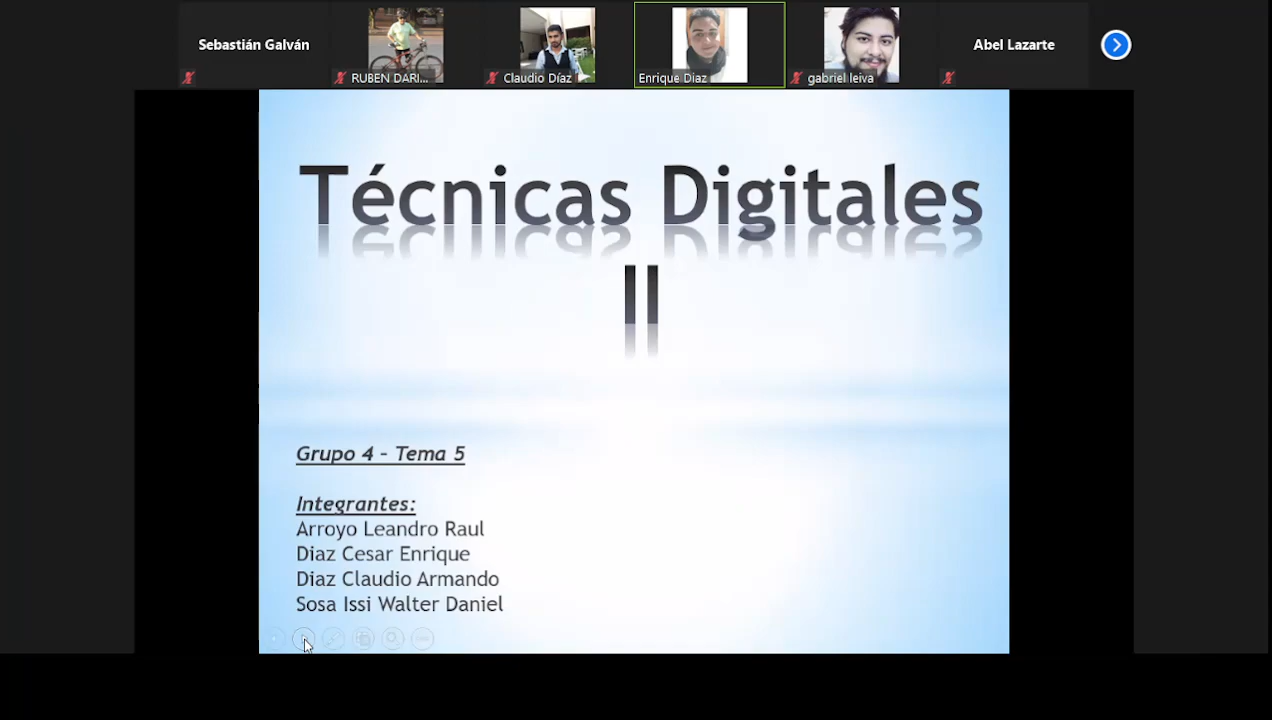 Sebastián Galván
RUBEN DARI...
Claudio Díaz
Enrique Diaz
gabriel leiva
Abel Lazarte
Técnicas Digitales
II
Grupo 4 – Tema 5
Integrantes:
Arroyo Leandro Raul
Diaz Cesar Enrique
Diaz Claudio Armando
Sosa Issi Walter Daniel